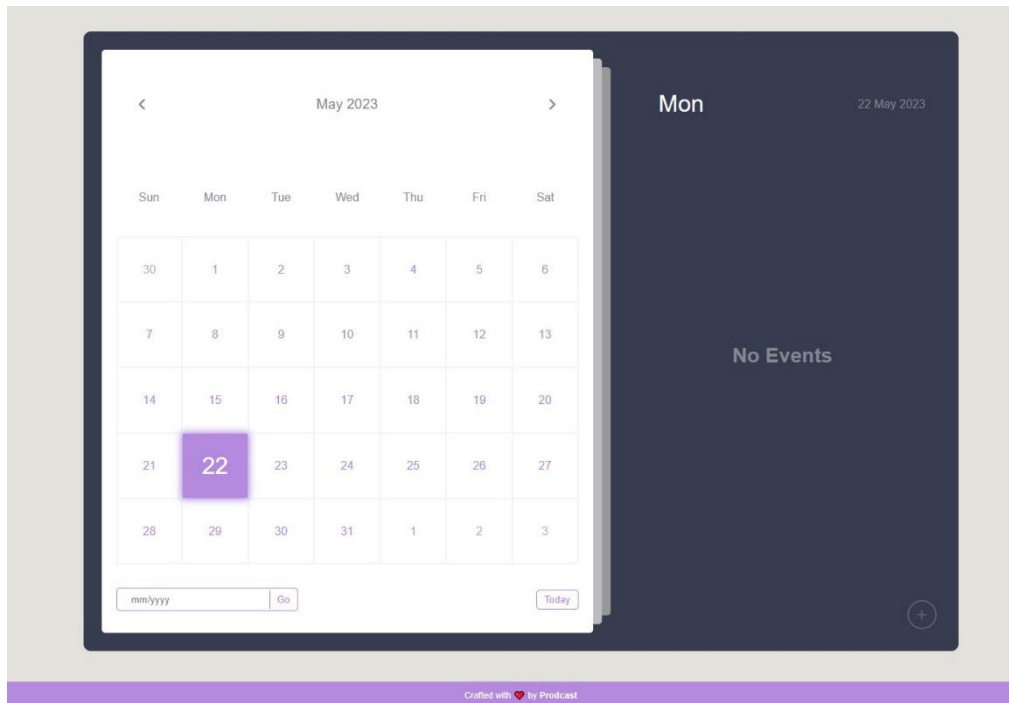 May 2023
Sun Mon Tue Wed Thu Fri Sat
30 1 2 3 4 5 6
7 8 9 10 11 12 13
14 15 16 17 18 19 20
21 22 23 24 25 26 27
28 29 30 31 1 2 3
mm/yyyy Go Today
Mon 22 May 2023
No Events
+
Crafted with ❤ by Prodcast